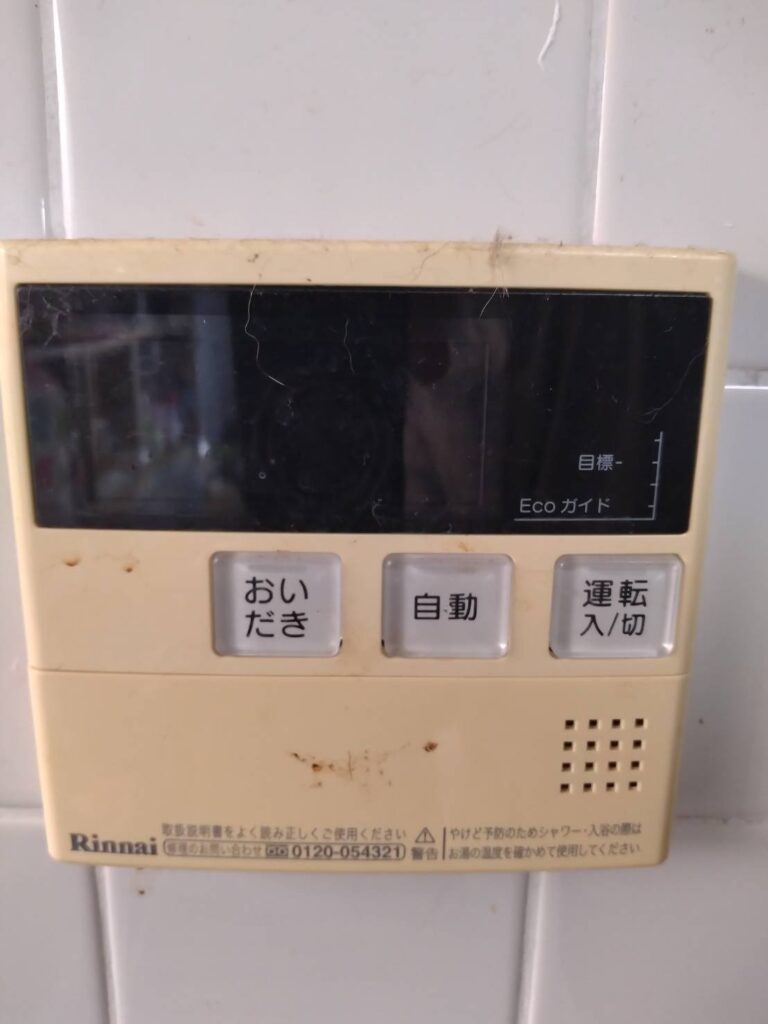 目標-
Eco ガイド
おい
だき
自動
運転
入/切
取扱説明書をよく読み正しくご使用ください
Rinnai 修理のお問い合わせ 0120-054321
警告
やけど予防のためシャワー・入浴の際は
お湯の温度を確かめて使用してください